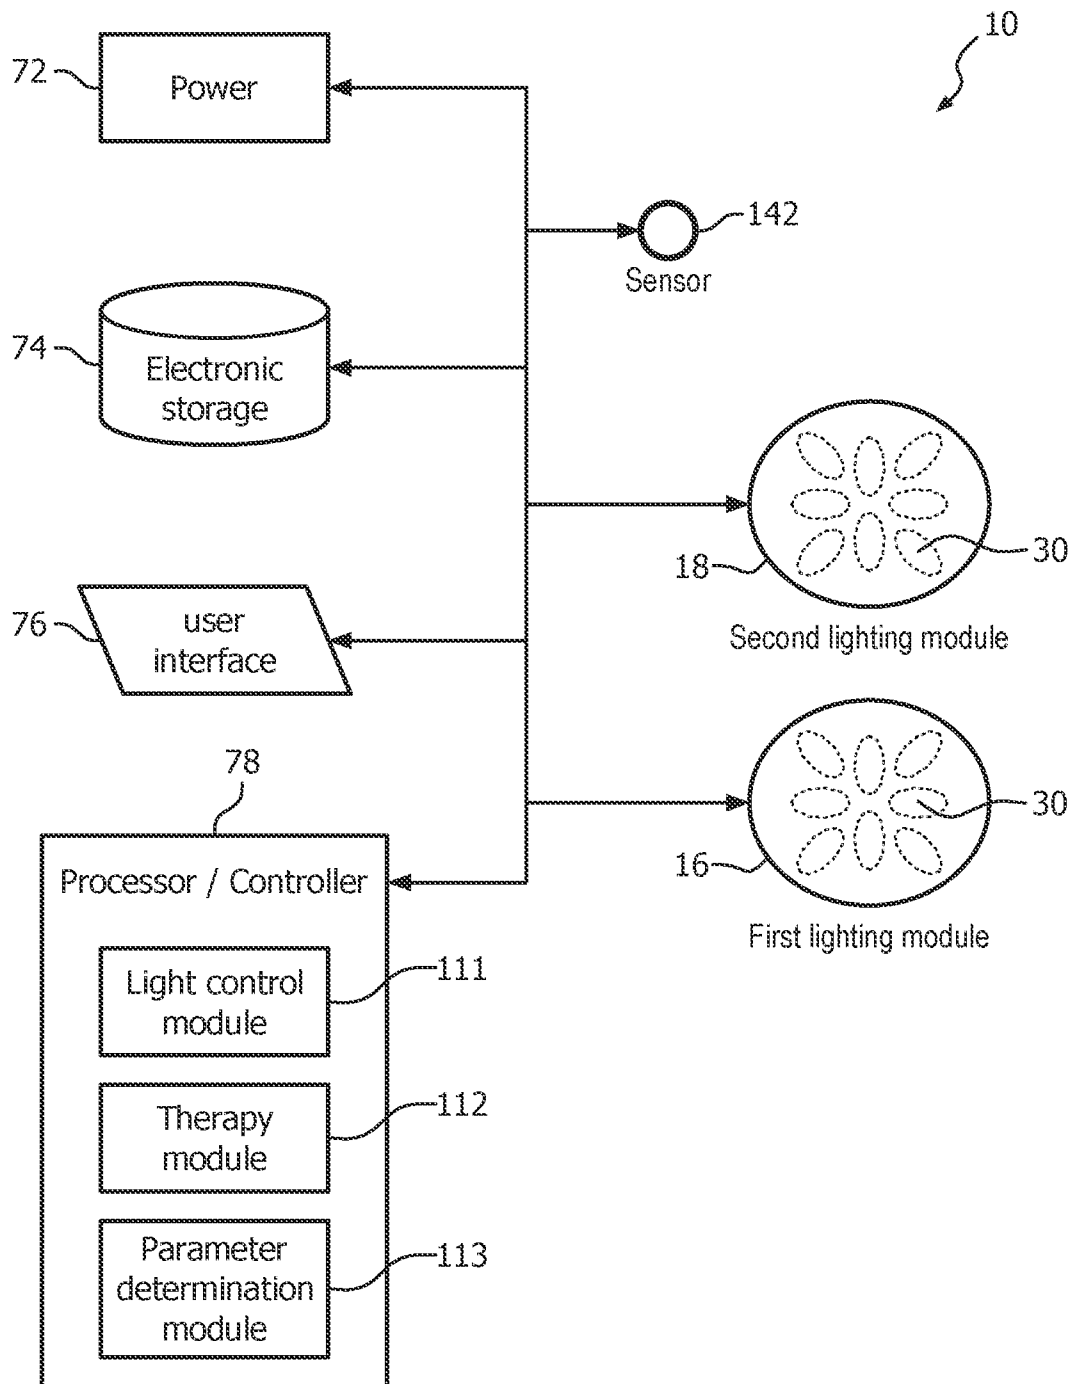 10
72
Power
142
Sensor
74
Electronic
storage
30
18
Second lighting module
76
user
interface
78
30
16
First lighting module
Processor / Controller
Light control
module
111
Therapy
module
112
Parameter
determination
module
113